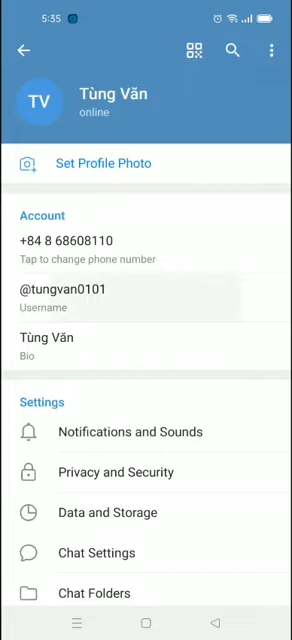 5:35
TV
Tùng Văn
online
Set Profile Photo
Account
+84 8 68608110
Tap to change phone number
@tungvan0101
Username
Tùng Văn
Bio
Settings
Notifications and Sounds
Privacy and Security
Data and Storage
Chat Settings
Chat Folders